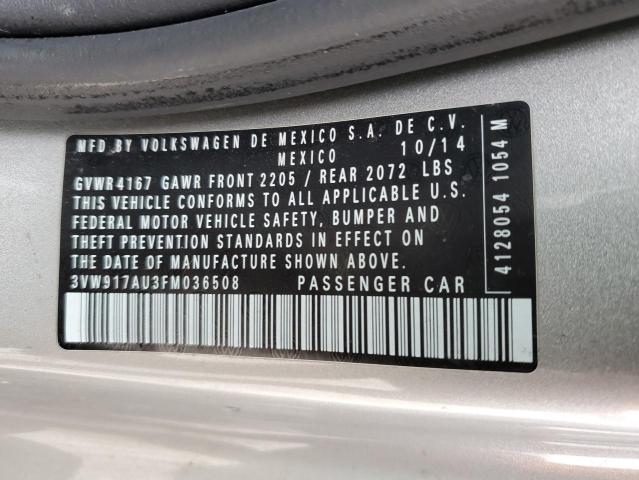 MFD BY VOLKSWAGEN DE MEXICO S.A. DE C.V.
MEXICO 10/14
GVWR 4167 GAWR FRONT 2205 / REAR 2072 LBS
THIS VEHICLE CONFORMS TO ALL APPLICABLE U.S.
FEDERAL MOTOR VEHICLE SAFETY, BUMPER AND
THEFT PREVENTION STANDARDS IN EFFECT ON
THE DATE OF MANUFACTURE SHOWN ABOVE.
3VW917AU3FM036508 PASSENGER CAR
4128054 1054 M